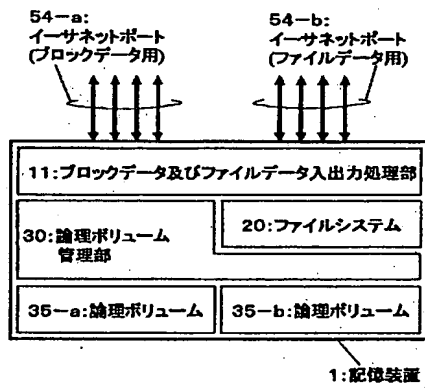 54-a:
イーサネットポート
(ブロックデータ用)
54-b:
イーサネットポート
(ファイルデータ用)
11:ブロックデータ及びファイルデータ入出力処理部
30:論理ボリューム
管理部
20:ファイルシステム
35-a:論理ボリューム
35-b:論理ボリューム
1:記憶装置